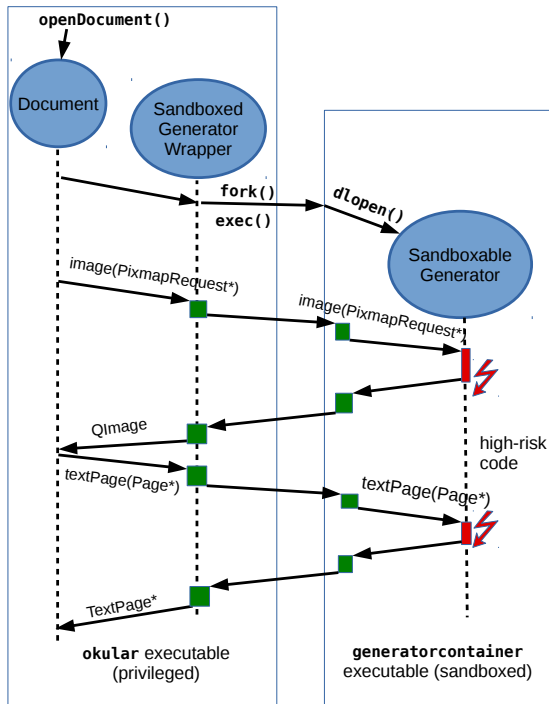 openDocument()
Document
Sandboxed
Generator
Wrapper
fork()
exec()
dlopen()
Sandboxable
Generator
image(PixmapRequest*)
image(PixmapRequest*)
QImage
high-risk
code
textPage(Page*)
textPage(Page*)
TextPage*
okular executable
(privileged)
generatorcontainer
executable (sandboxed)